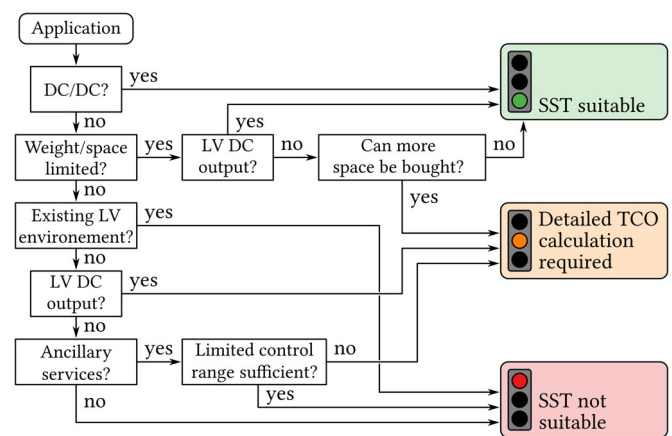 Application
DC/DC?
yes
SST suitable
no
yes
Weight/space
limited?
yes
LV DC
output?
no
Can more
space be bought?
no
no
yes
Existing LV
environement?
yes
Detailed TCO
calculation
required
no
LV DC
output?
yes
no
Ancillary
services?
yes
Limited control
range sufficient?
no
yes
no
SST not
suitable